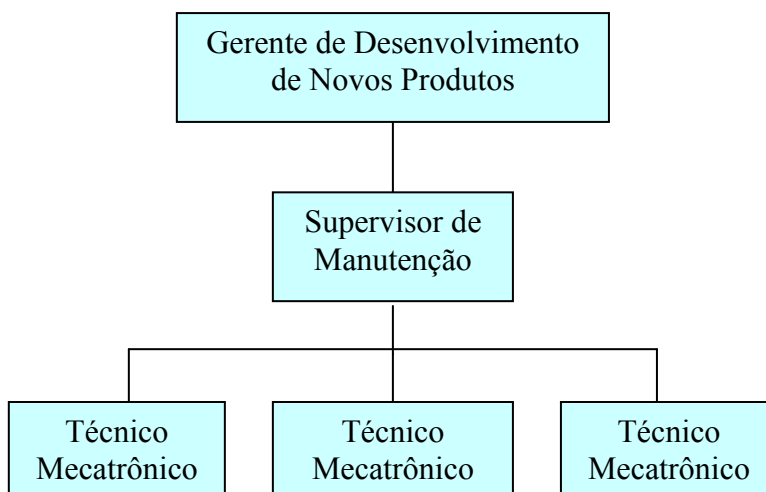 Gerente de Desenvolvimento
de Novos Produtos
Supervisor de
Manutenção
Técnico
Mecatrônico
Técnico
Mecatrônico
Técnico
Mecatrônico